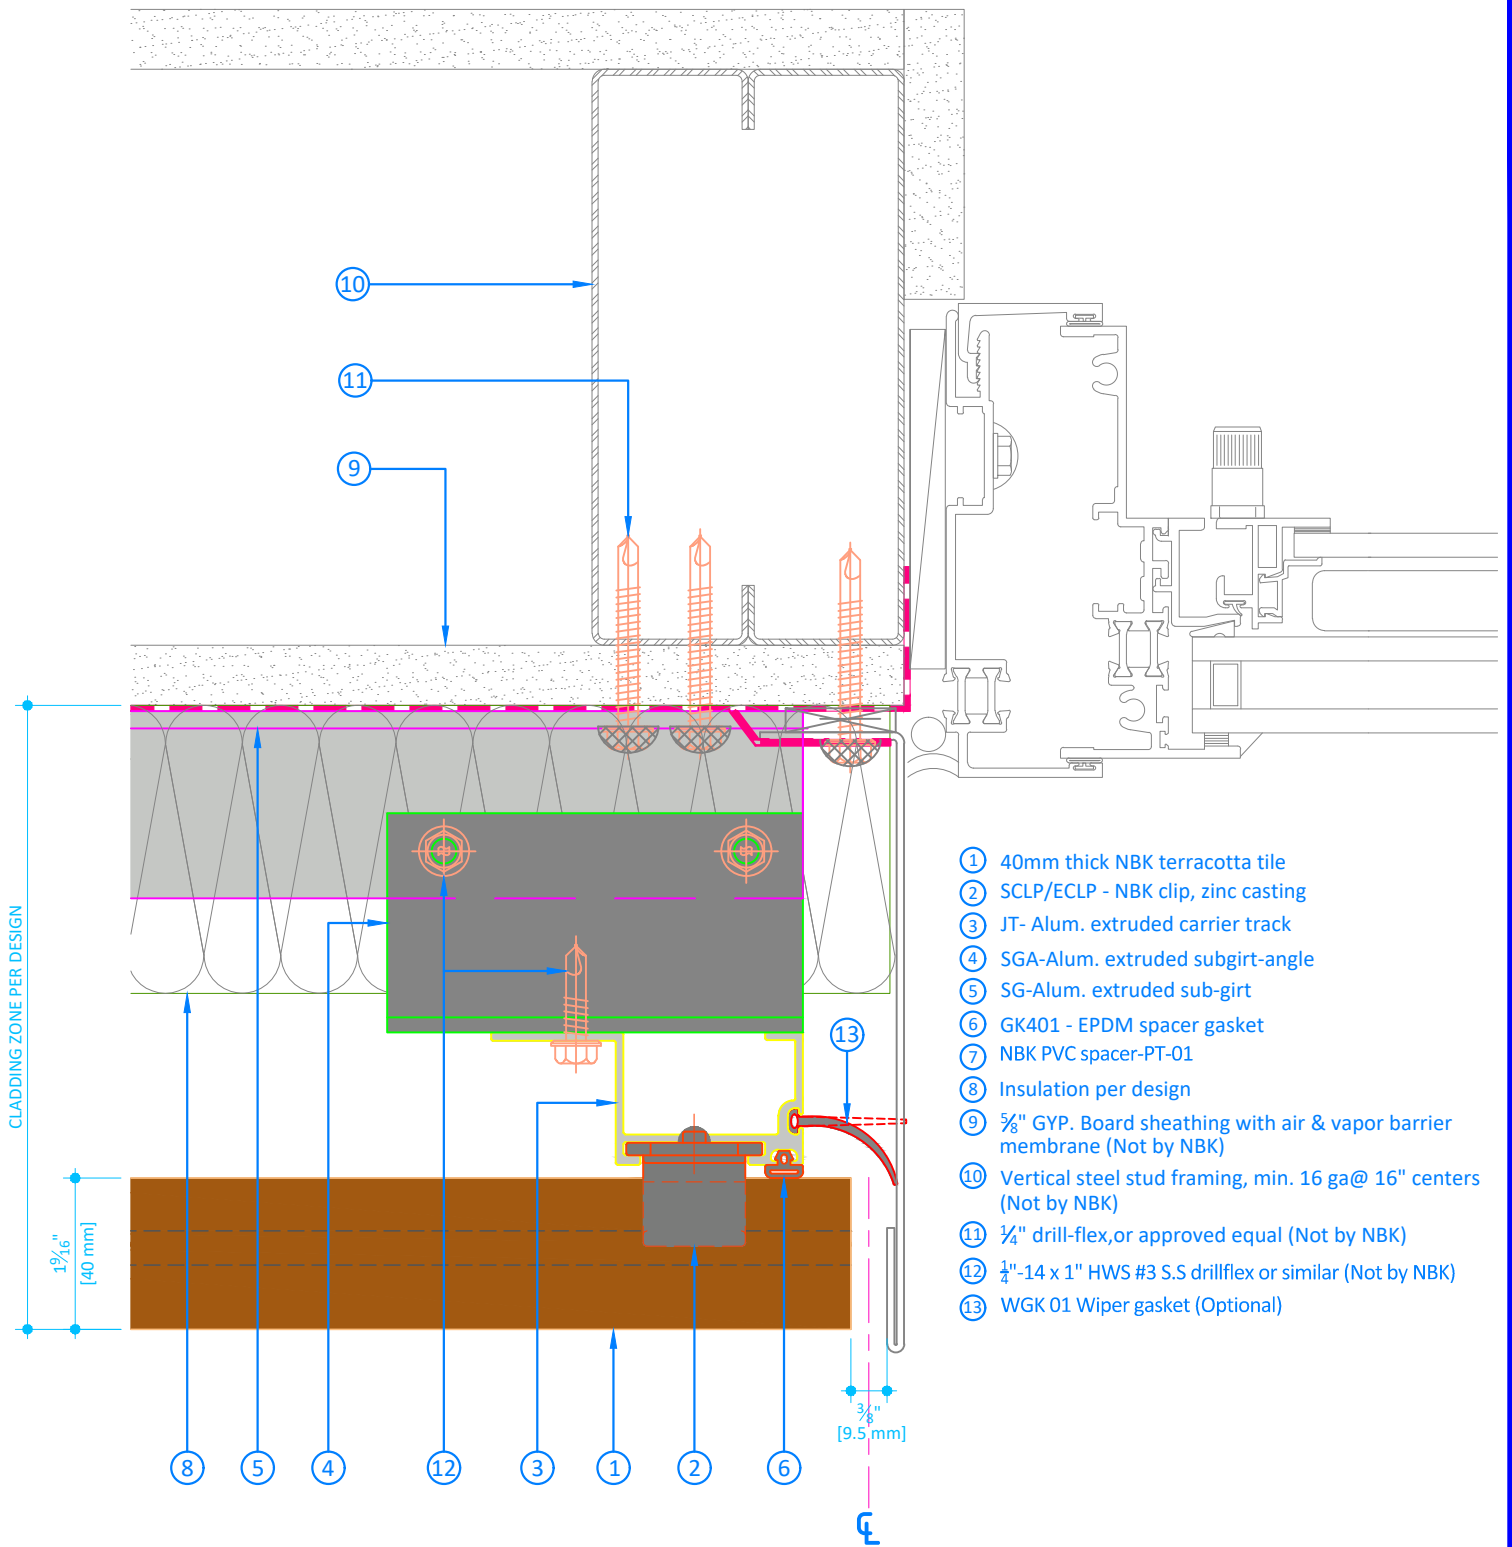 10
11
9
CLADDING ZONE PER DESIGN
13
1 40mm thick NBK terracotta tile
2 SCLP/ECLP - NBK clip, zinc casting
3 JT- Alum. extruded carrier track
4 SGA-Alum. extruded subgirt-angle
5 SG-Alum. extruded sub-girt
6 GK401 - EPDM spacer gasket
7 NBK PVC spacer-PT-01
8 Insulation per design
9 5/8" GYP. Board sheathing with air & vapor barrier
membrane (Not by NBK)
10 Vertical steel stud framing, min. 16 ga@ 16" centers
(Not by NBK)
11 1/4" drill-flex,or approved equal (Not by NBK)
12 1/4"-14 x 1" HWS #3 S.S drillflex or similar (Not by NBK)
13 WGK 01 Wiper gasket (Optional)
1 9/16"
[40 mm]
3/8"
[9.5 mm]
8 5 4 12 3 1 2 6
℄